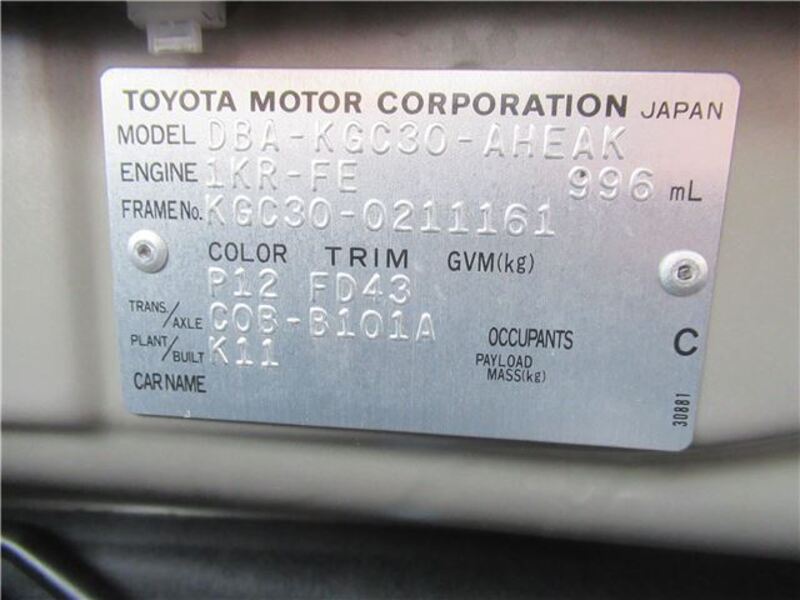 TOYOTA MOTOR CORPORATION JAPAN
MODEL DBA-KGC30-AHEAK
ENGINE 1KR-FE 996 mL
FRAME No. KGC30-0211161
COLOR TRIM GVM(kg)
P12 FD43
TRANS./AXLE C0B-B101A
OCCUPANTS C
PLANT/BUILT K11
PAYLOAD MASS(kg)
CAR NAME
30881